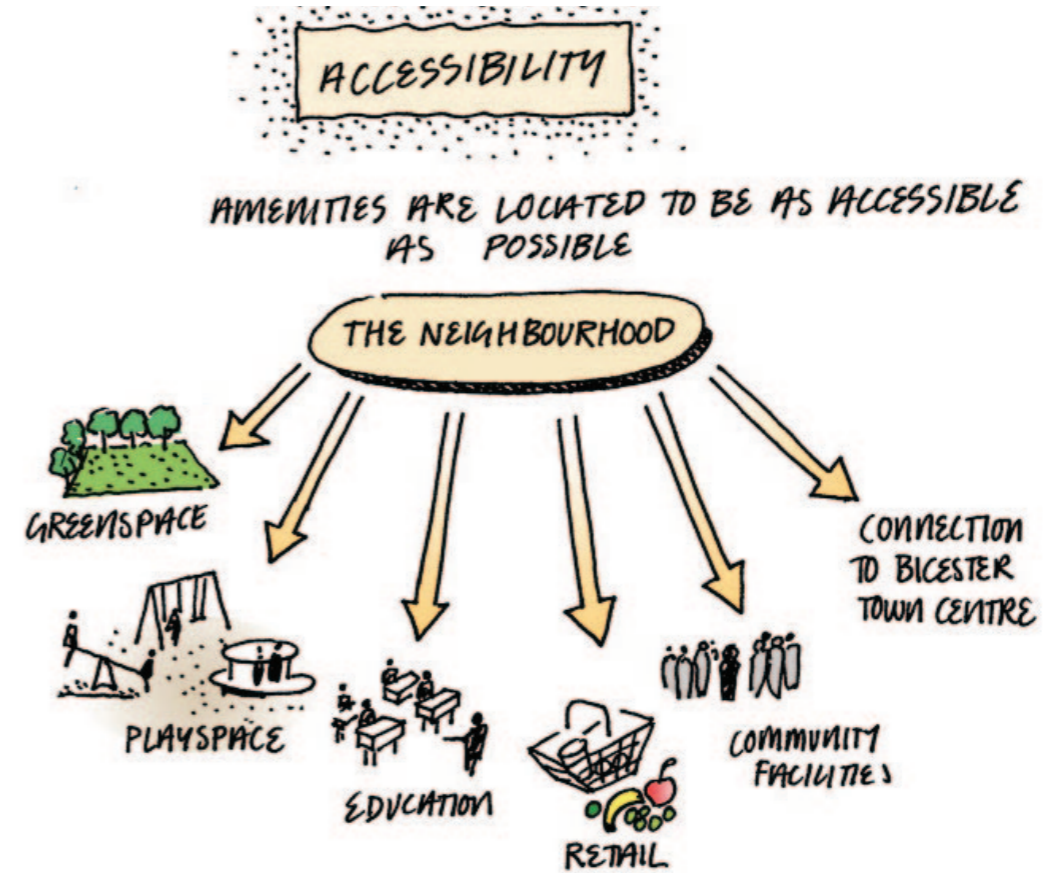 ACCESSIBILITY
AMENITIES ARE LOCATED TO BE AS ACCESSIBLE
AS POSSIBLE
THE NEIGHBOURHOOD
GREENSPACE
PLAYSPACE
EDUCATION
RETAIL
COMMUNITY
FACILITIES
CONNECTION
TO BICESTER
TOWN CENTRE